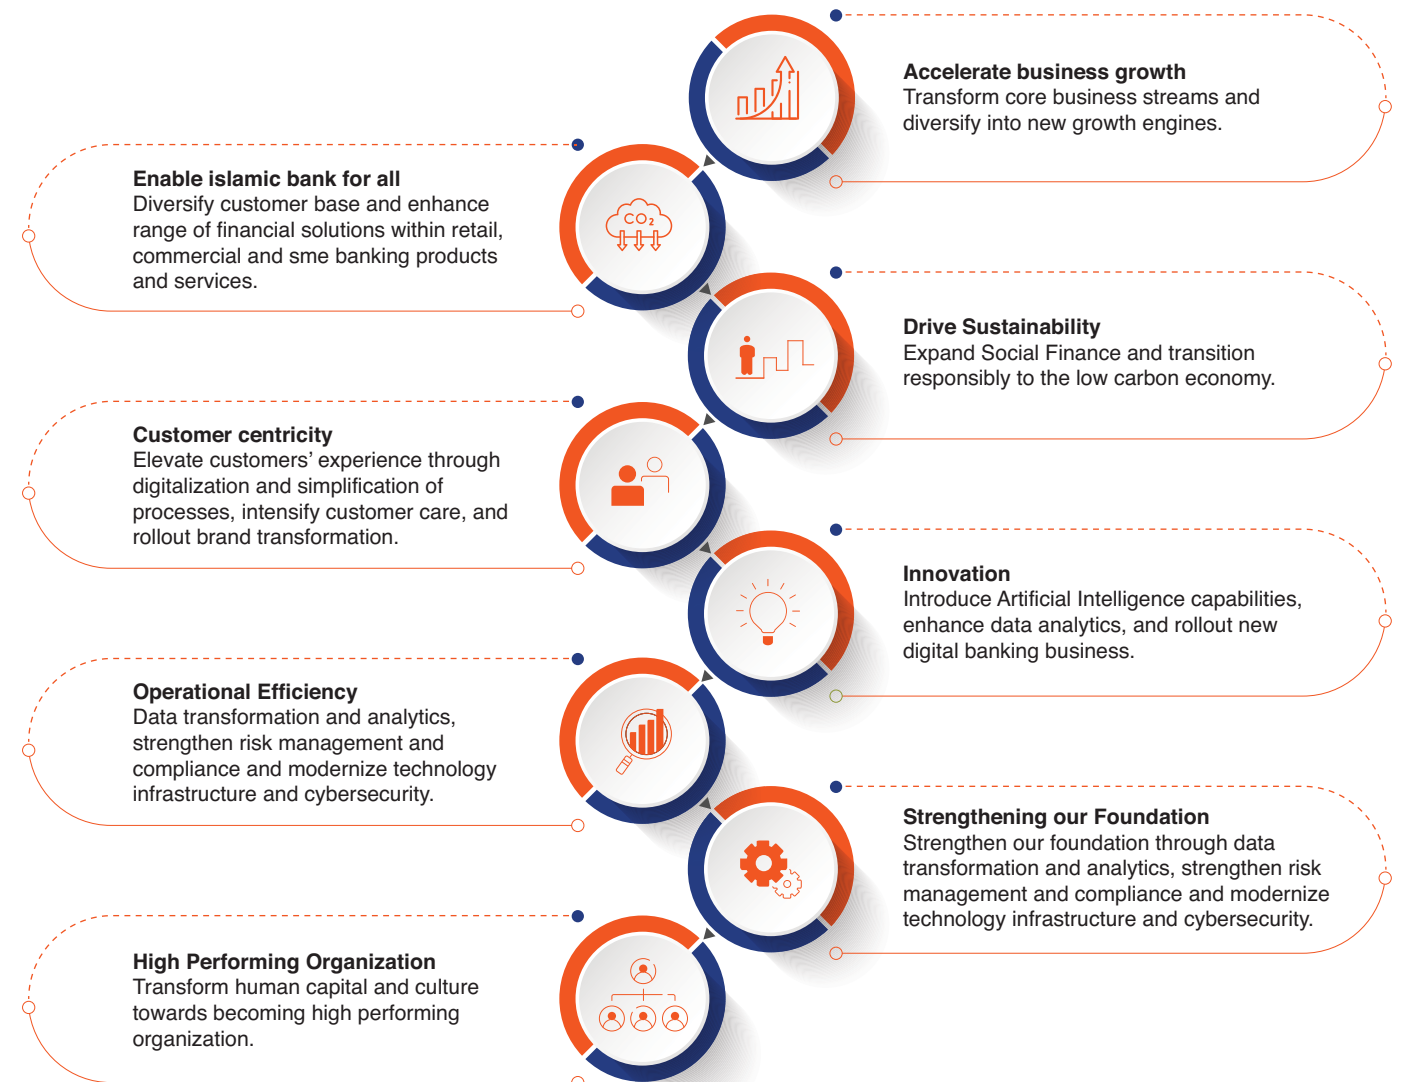 Accelerate business growth
Transform core business streams and
diversify into new growth engines.
Enable islamic bank for all
Diversify customer base and enhance
range of financial solutions within retail,
commercial and sme banking products
and services.
CO2
Drive Sustainability
Expand Social Finance and transition
responsibly to the low carbon economy.
Customer centricity
Elevate customers’ experience through
digitalization and simplification of
processes, intensify customer care, and
rollout brand transformation.
Innovation
Introduce Artificial Intelligence capabilities,
enhance data analytics, and rollout new
digital banking business.
Operational Efficiency
Data transformation and analytics,
strengthen risk management and
compliance and modernize technology
infrastructure and cybersecurity.
Strengthening our Foundation
Strengthen our foundation through data
transformation and analytics, strengthen risk
management and compliance and modernize
technology infrastructure and cybersecurity.
High Performing Organization
Transform human capital and culture
towards becoming high performing
organization.